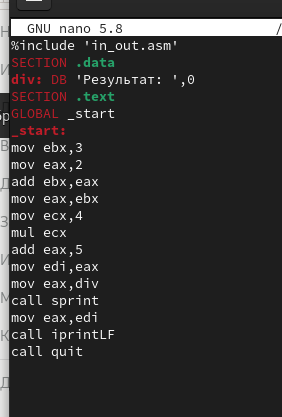 GNU nano 5.8 /
%include 'in_out.asm'
SECTION .data
div: DB 'Результат: ',0
SECTION .text
GLOBAL _start
_start:
mov ebx,3
mov eax,2
add ebx,eax
mov eax,ebx
mov ecx,4
mul ecx
add eax,5
mov edi,eax
mov eax,div
call sprint
mov eax,edi
call iprintLF
call quit